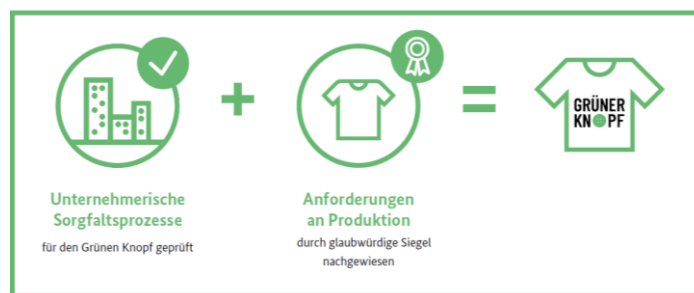 Unternehmerische
Sorgfaltsprozesse
für den Grünen Knopf geprüft
+
Anforderungen
an Produktion
durch glaubwürdige Siegel
nachgewiesen
=
GRÜNER
KNOPF